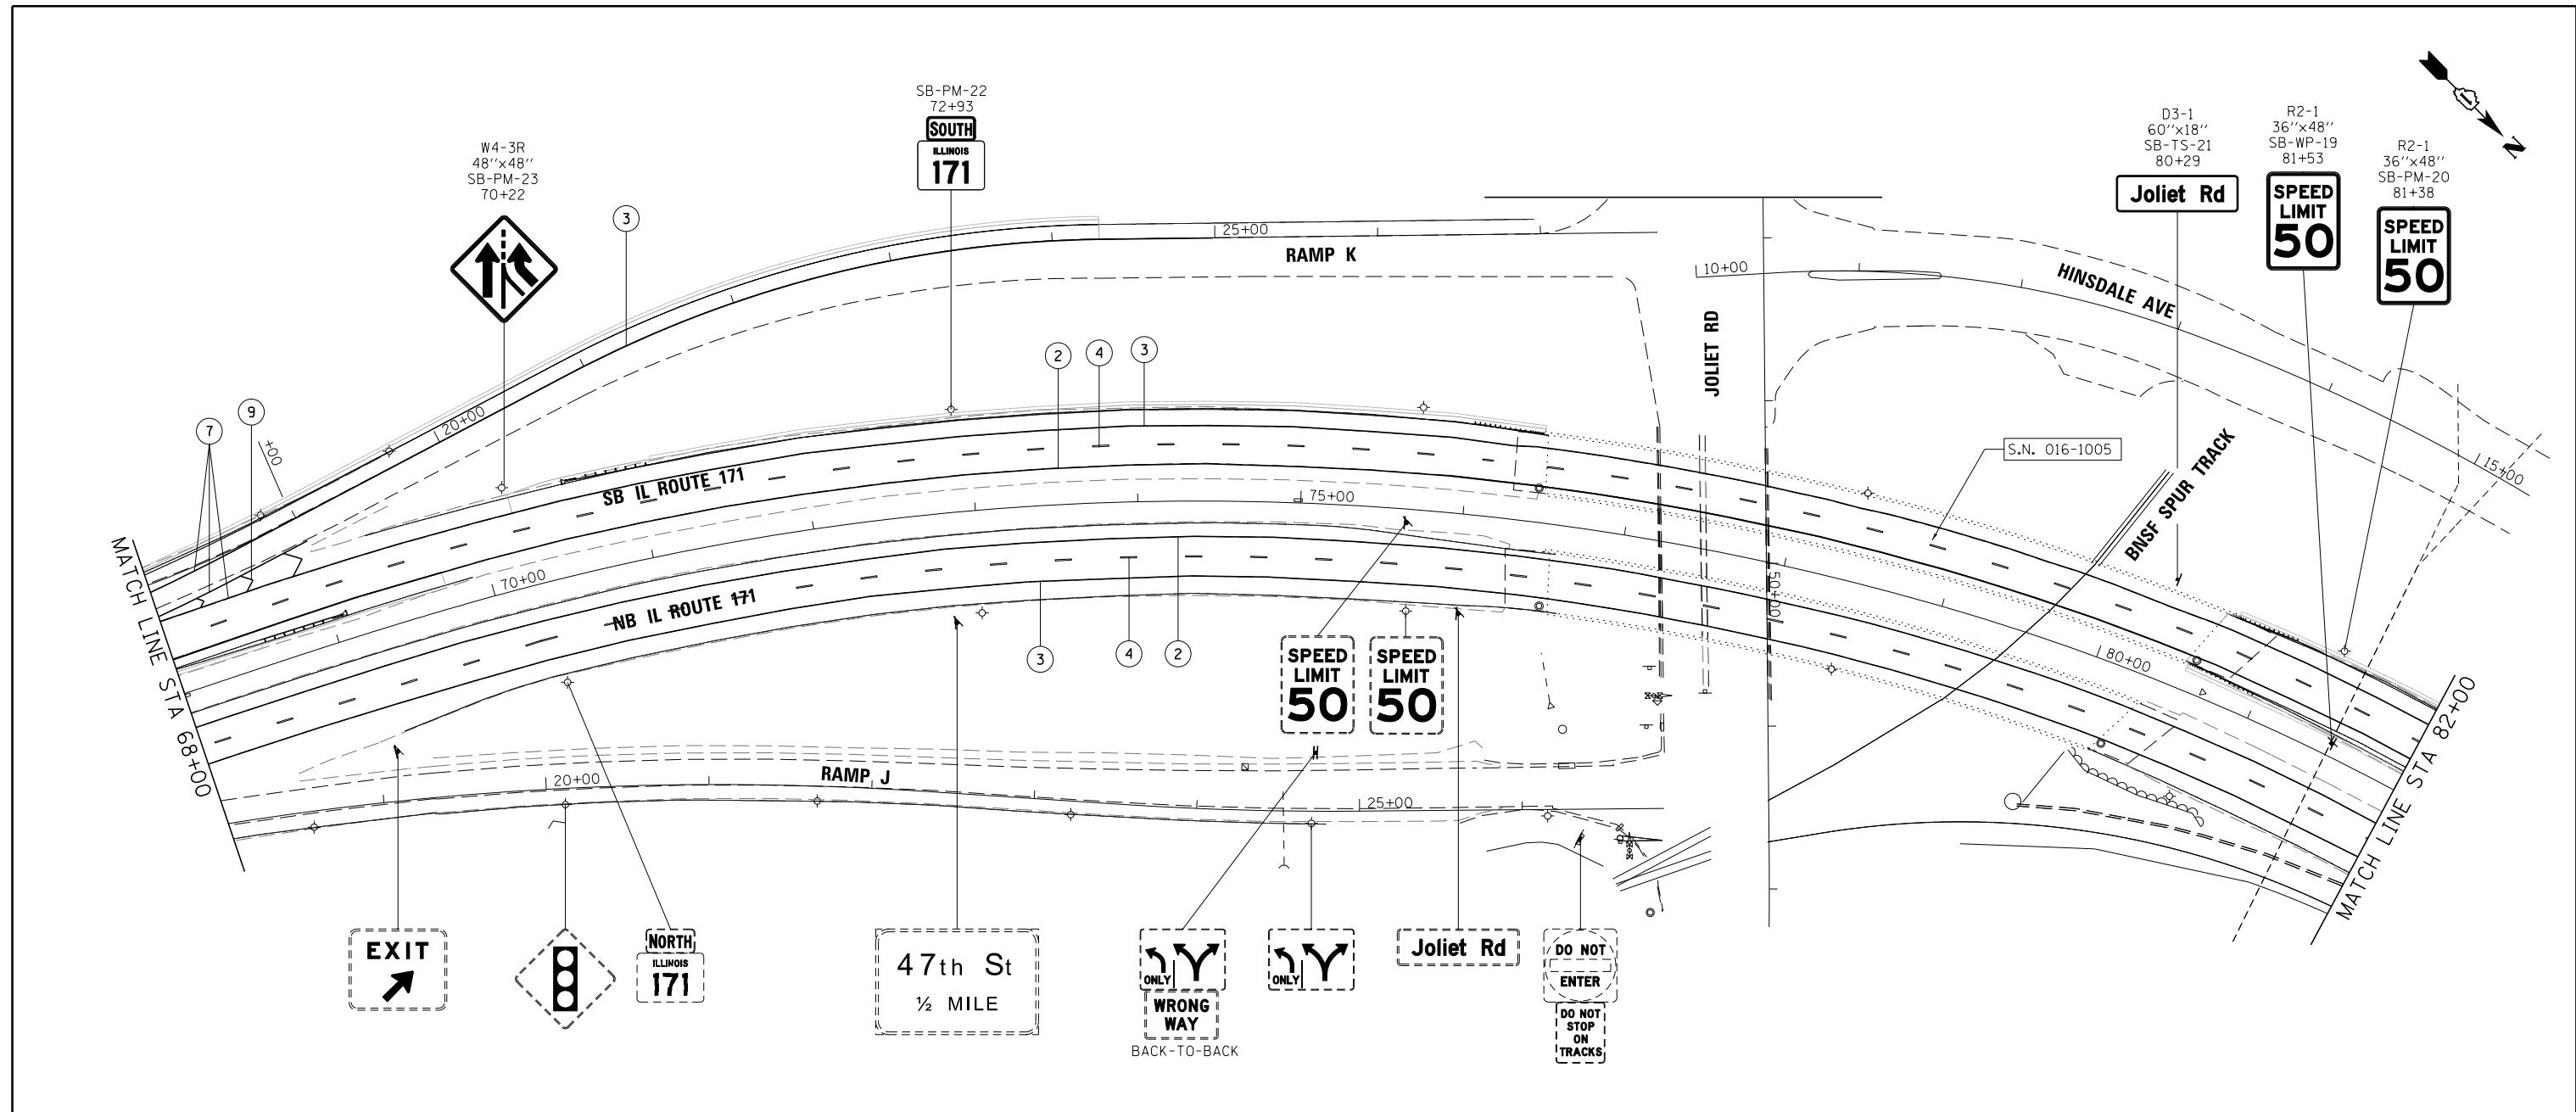 SB-PM-22
72+93
SOUTH
ILLINOIS
171
W4-3R
48''x48''
SB-PM-23
70+22
D3-1
60''x18''
SB-TS-21
80+29
Joliet Rd
R2-1
36''x48''
SB-WP-19
81+53
SPEED
LIMIT
50
R2-1
36''x48''
SB-PM-20
81+38
SPEED
LIMIT
50
N
3
25+00
RAMP K
10+00
HINSDALE AVE
JOLIET RD
2
4
3
7
9
+00
20+00
SB IL ROUTE 171
75+00
S.N. 016-1005
BNSF SPUR TRACK
15+00
MATCH LINE STA 68+00
70+00
NB IL ROUTE 171
50+00
80+00
MATCH LINE STA 82+00
3
4
2
SPEED
LIMIT
50
SPEED
LIMIT
50
20+00
RAMP J
25+00
EXIT
NORTH
ILLINOIS
171
47th St
½ MILE
ONLY
WRONG
WAY
BACK-TO-BACK
ONLY
Joliet Rd
DO NOT
ENTER
DO NOT
STOP
ON
TRACKS